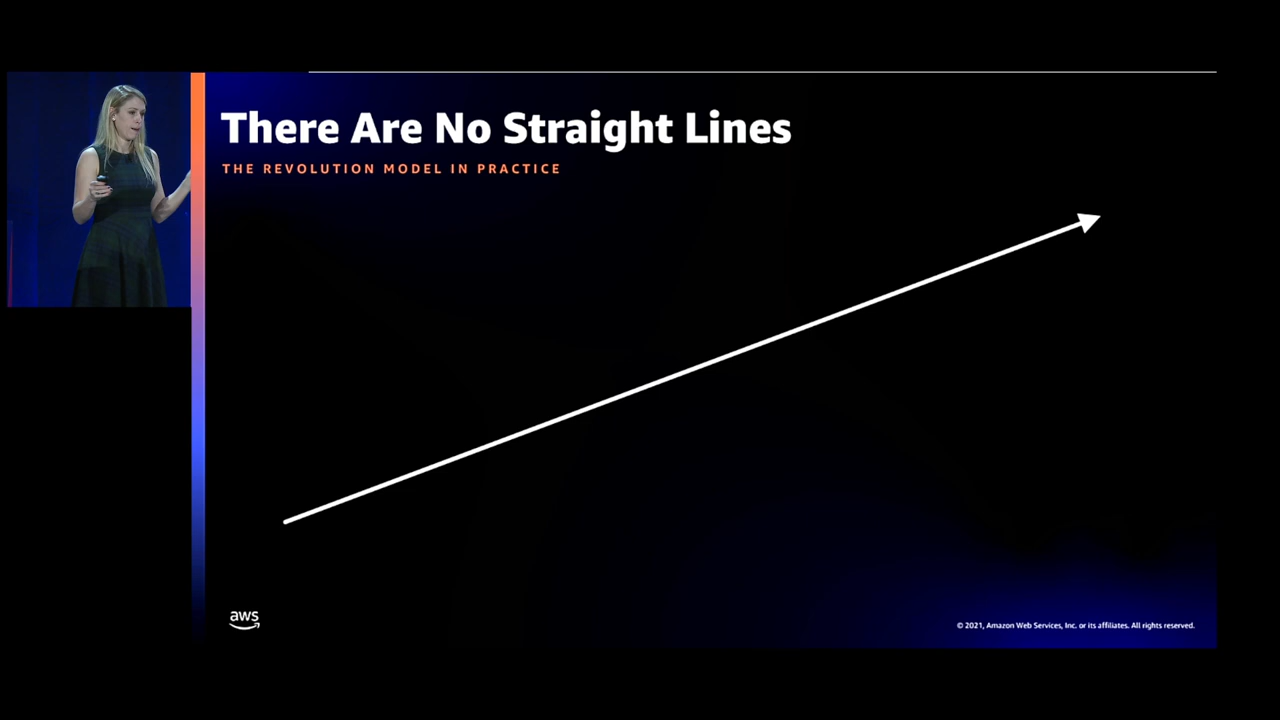 There Are No Straight Lines
THE REVOLUTION MODEL IN PRACTICE
aws
© 2021, Amazon Web Services, Inc. or its affiliates. All rights reserved.